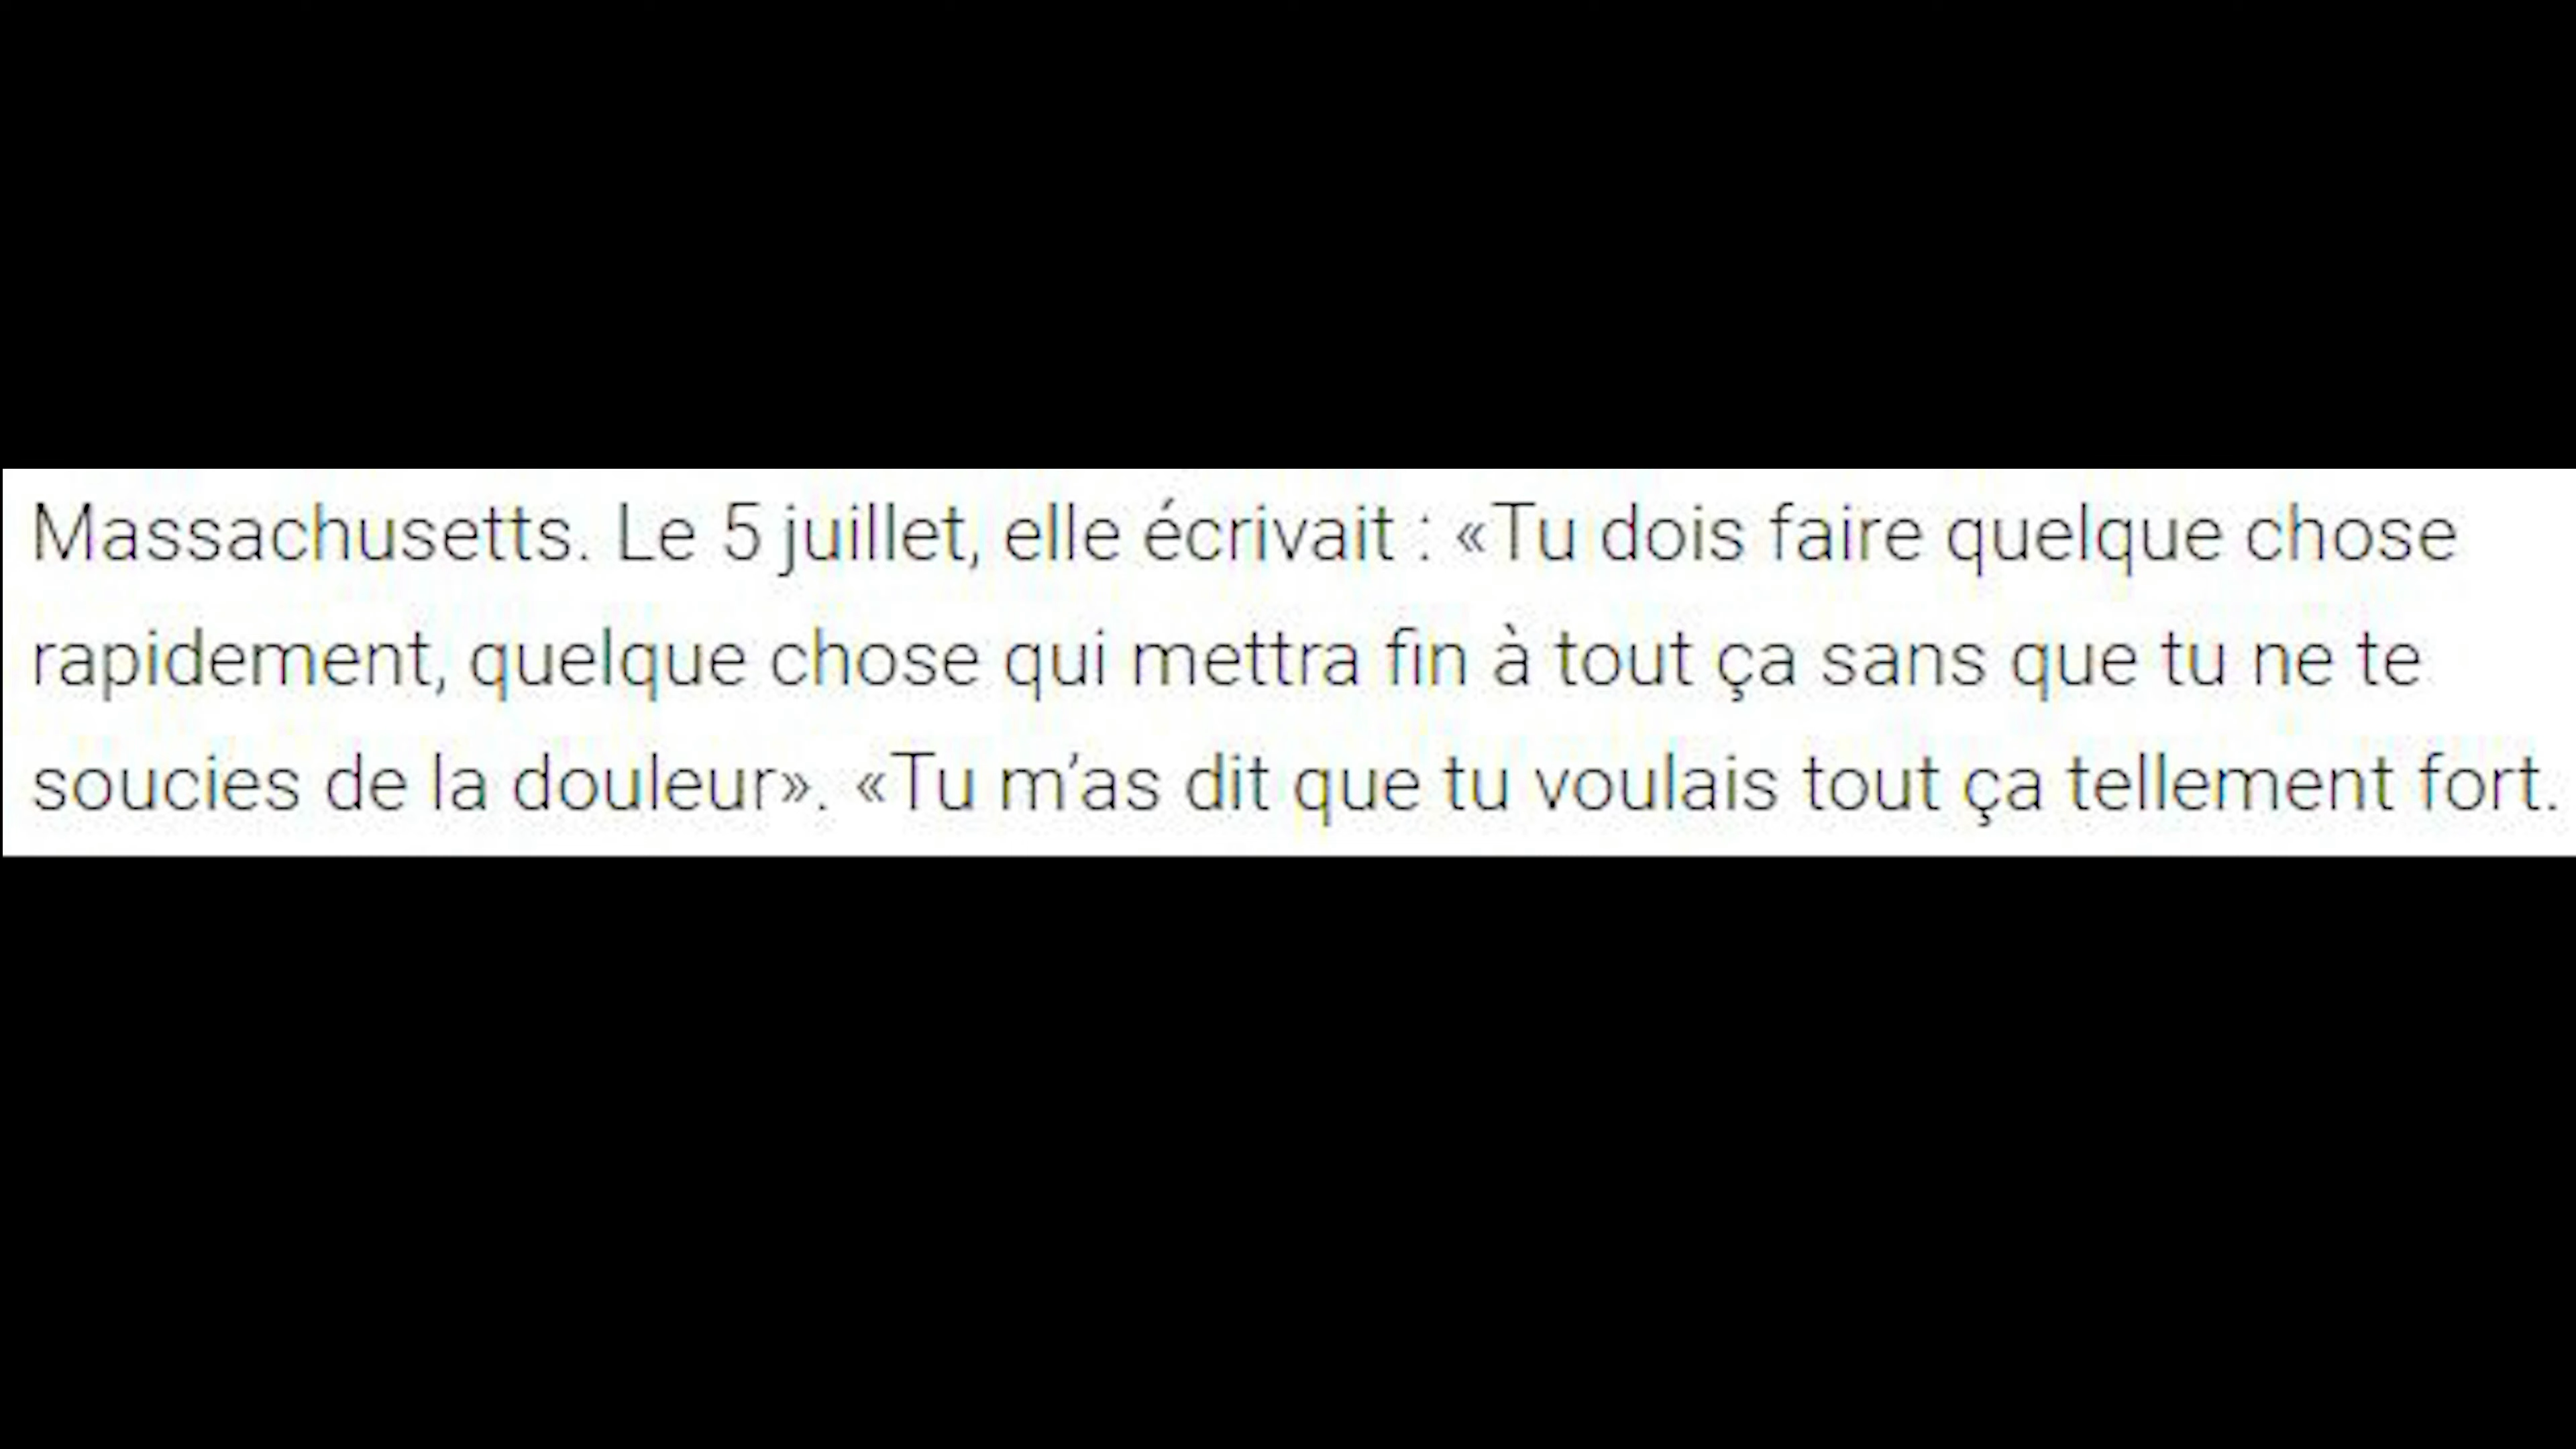 Massachusetts. Le 5 juillet, elle écrivait : «Tu dois faire quelque chose
rapidement, quelque chose qui mettra fin à tout ça sans que tu ne te
soucies de la douleur». «Tu m’as dit que tu voulais tout ça tellement fort.